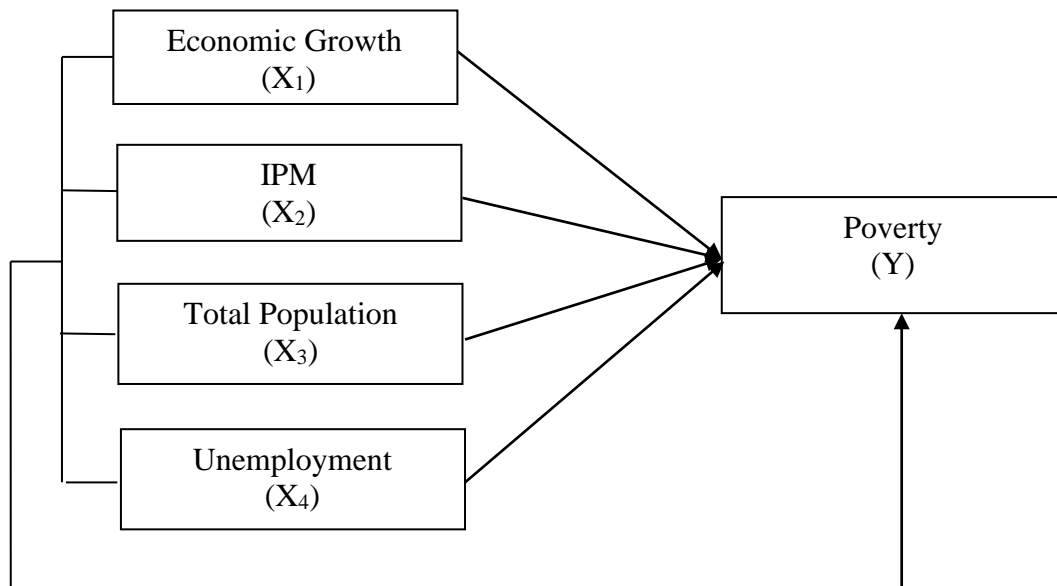 Economic Growth
(X₁)
IPM
(X₂)
Total Population
(X₃)
Unemployment
(X₄)
Poverty
(Y)